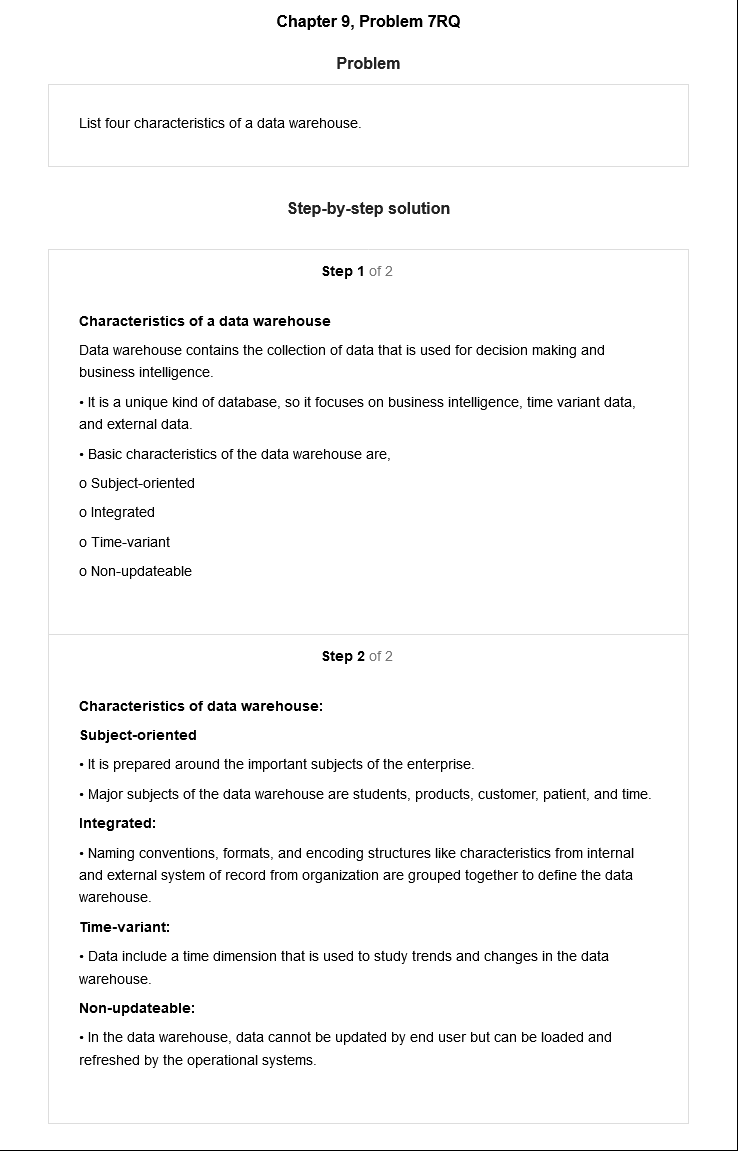 Chapter 9, Problem 7RQ
Problem
List four characteristics of a data warehouse.
Step-by-step solution
Step 1 of 2
Characteristics of a data warehouse
Data warehouse contains the collection of data that is used for decision making and
business intelligence.
• It is a unique kind of database, so it focuses on business intelligence, time variant data,
and external data.
• Basic characteristics of the data warehouse are,
o Subject-oriented
o Integrated
o Time-variant
o Non-updateable
Step 2 of 2
Characteristics of data warehouse:
Subject-oriented
• It is prepared around the important subjects of the enterprise.
• Major subjects of the data warehouse are students, products, customer, patient, and time.
Integrated:
• Naming conventions, formats, and encoding structures like characteristics from internal
and external system of record from organization are grouped together to define the data
warehouse.
Time-variant:
• Data include a time dimension that is used to study trends and changes in the data
warehouse.
Non-updateable:
• In the data warehouse, data cannot be updated by end user but can be loaded and
refreshed by the operational systems.